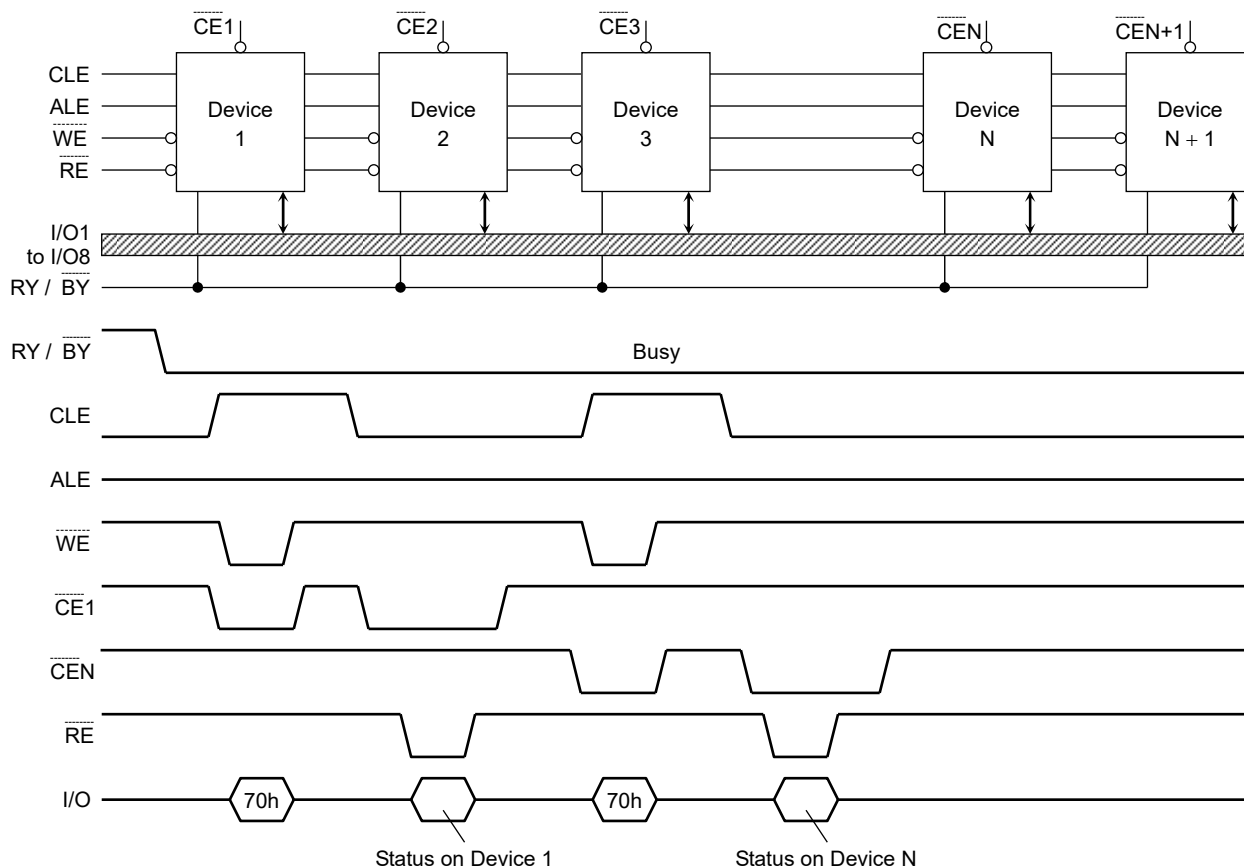 CE1 CE2 CE3 CEN CEN+1
CLE
ALE
WE
RE
Device 1
Device 2
Device 3
Device N
Device N + 1
I/O1
to I/O8
RY / BY
RY / BY
Busy
CLE
ALE
WE
CE1
CEN
RE
I/O
70h
70h
Status on Device 1
Status on Device N